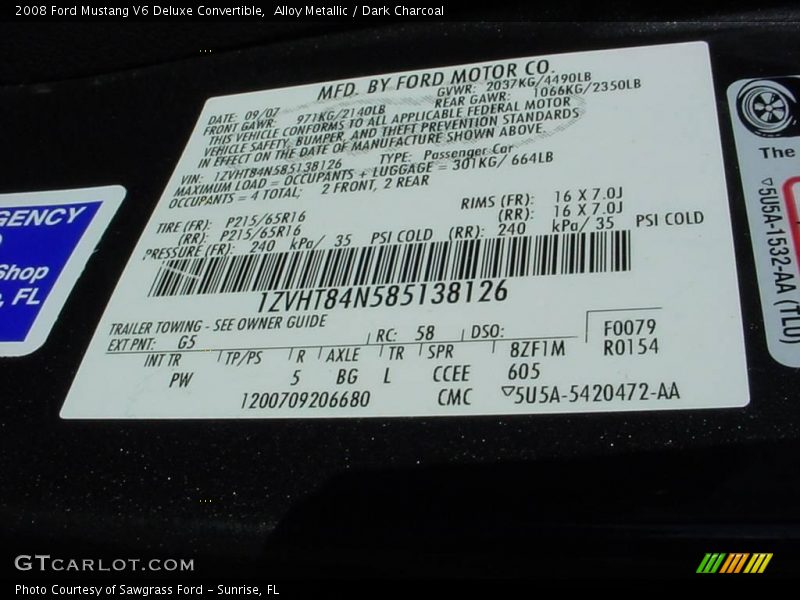 2008 Ford Mustang V6 Deluxe Convertible,  Alloy Metallic / Dark Charcoal
MFD. BY FORD MOTOR CO.
DATE: 09/07 GVWR: 2037KG/4490LB
FRONT GAWR: 971KG/2140LB REAR GAWR: 1066KG/2350LB
THIS VEHICLE CONFORMS TO ALL APPLICABLE FEDERAL MOTOR
VEHICLE SAFETY, BUMPER, AND THEFT PREVENTION STANDARDS
IN EFFECT ON THE DATE OF MANUFACTURE SHOWN ABOVE.
VIN: 1ZVHT84N585138126 TYPE: Passenger Car
MAXIMUM LOAD = OCCUPANTS + LUGGAGE = 301KG/ 664LB
OCCUPANTS = 4 TOTAL; 2 FRONT, 2 REAR
TIRE (FR): P215/65R16 RIMS (FR): 16 X 7.0J
(RR): P215/65R16 (RR): 16 X 7.0J
PRESSURE (FR): 240 kPa/ 35 PSI COLD (RR): 240 kPa/ 35 PSI COLD
1ZVHT84N585138126
TRAILER TOWING - SEE OWNER GUIDE
EXT PNT: G5 RC: 58 DSO: F0079
INT TR TP/PS R AXLE TR SPR 8ZF1M R0154
PW 5 BG L CCEE 605
1200709206680 CMC 5U5A-5420472-AA
GENCY
Shop
, FL
The
5U5A-1532-AA (TLU)
GTCARLOT.COM
Photo Courtesy of Sawgrass Ford - Sunrise, FL